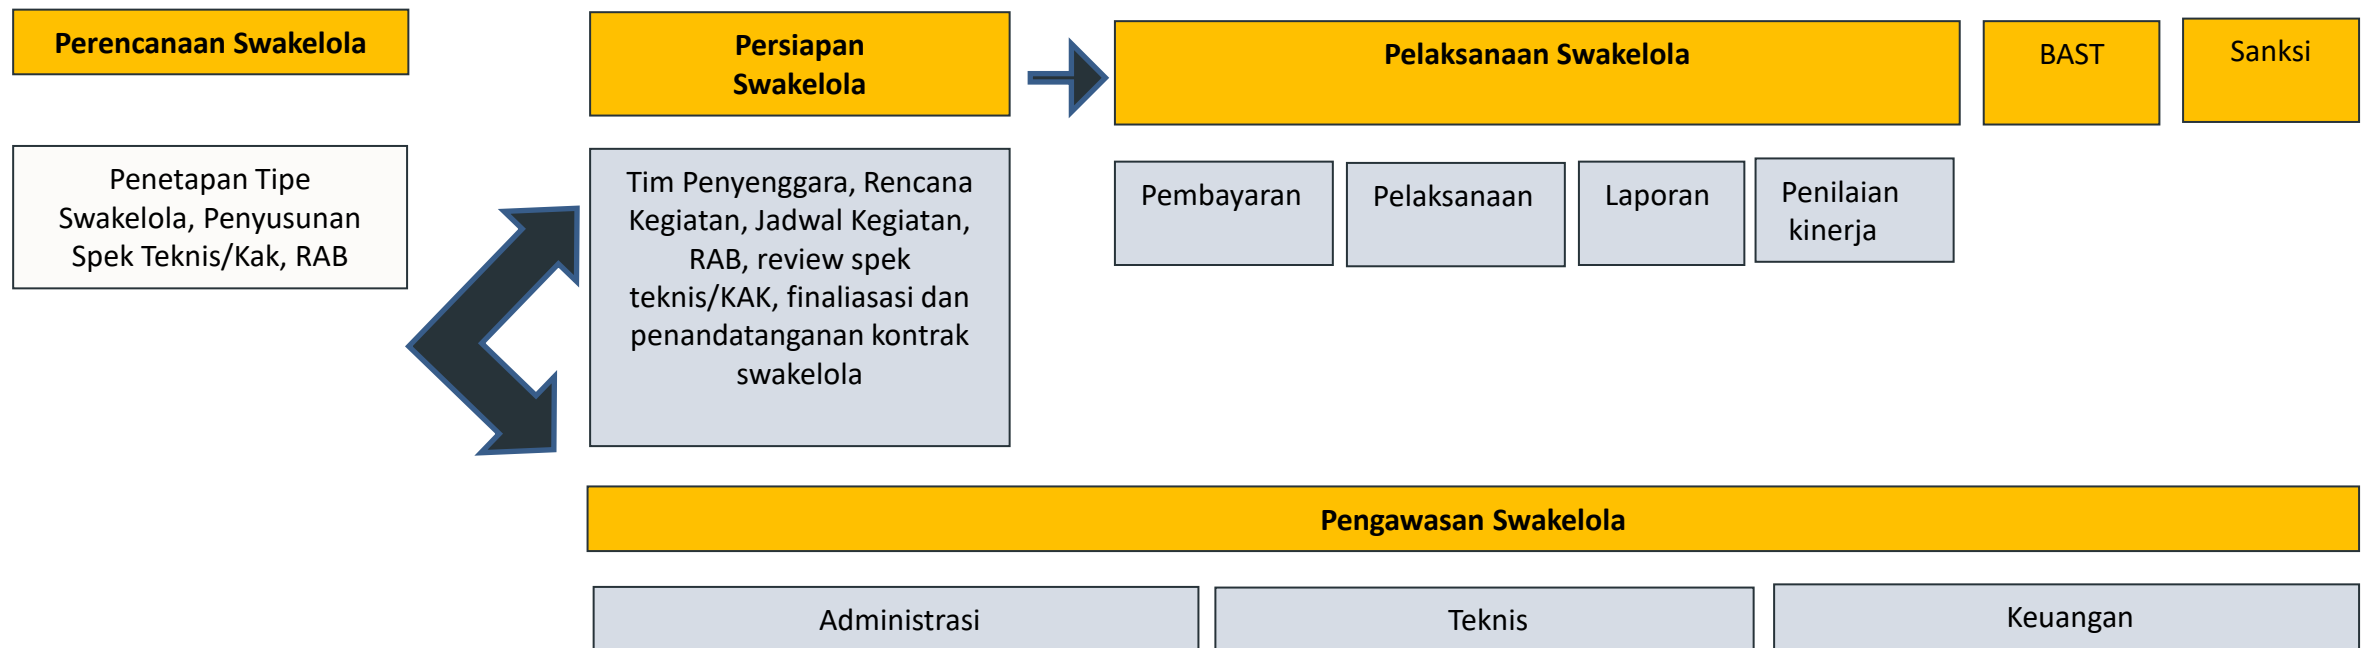 Perencanaan Swakelola
Penetapan Tipe
Swakelola, Penyusunan
Spek Teknis/Kak, RAB
Persiapan
Swakelola
Tim Penyenggara, Rencana
Kegiatan, Jadwal Kegiatan,
RAB, review spek
teknis/KAK, finaliasasi dan
penandatanganan kontrak
swakelola
Pelaksanaan Swakelola
Pembayaran
Pelaksanaan
Laporan
Penilaian
kinerja
BAST
Sanksi
Pengawasan Swakelola
Administrasi
Teknis
Keuangan